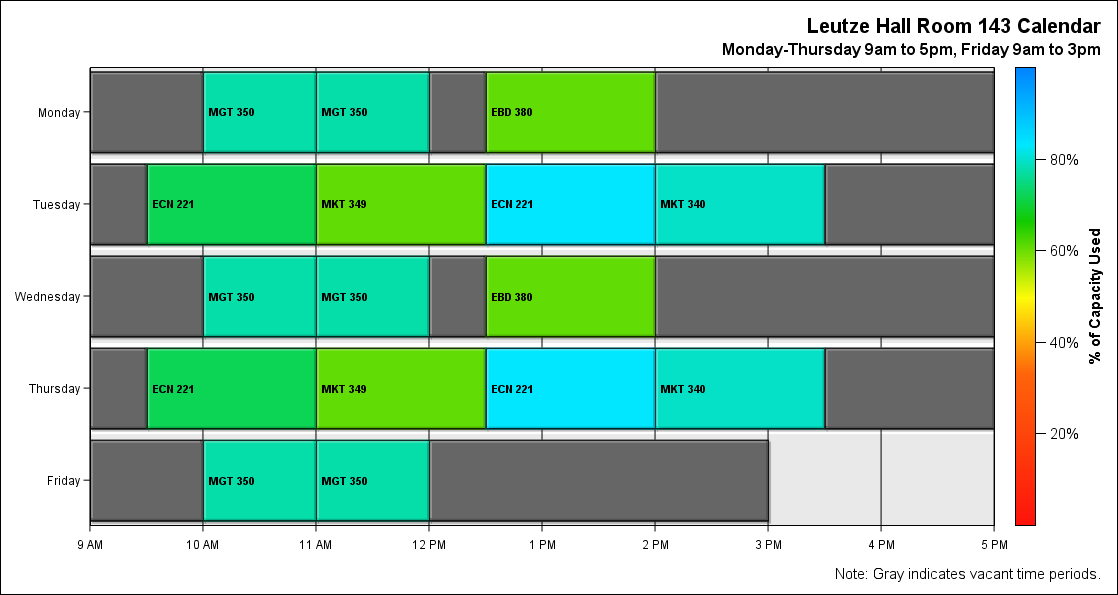 Leutze Hall Room 143 Calendar
Monday-Thursday 9am to 5pm, Friday 9am to 3pm
Monday
MGT 350
MGT 350
EBD 380
Tuesday
ECN 221
MKT 349
ECN 221
MKT 340
Wednesday
MGT 350
MGT 350
EBD 380
Thursday
ECN 221
MKT 349
ECN 221
MKT 340
Friday
MGT 350
MGT 350
9 AM
10 AM
11 AM
12 PM
1 PM
2 PM
3 PM
4 PM
5 PM
80%
60%
40%
20%
% of Capacity Used
Note: Gray indicates vacant time periods.